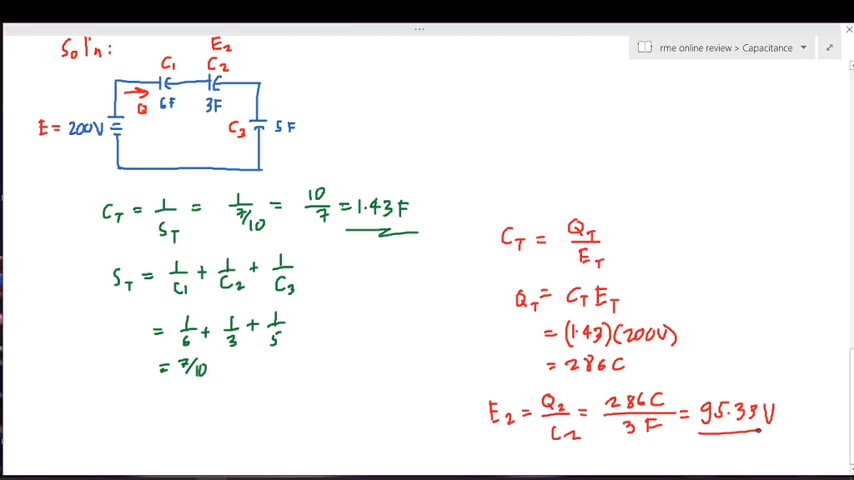 rme online review > Capacitance
Sol'n:
E2
C1 C2
Q 6F 3F
E = 200V C3 5F
CT = 1/ST = 1/7/10 = 10/7 = 1.43F
ST = 1/C1 + 1/C2 + 1/C3
= 1/6 + 1/3 + 1/5
= 7/10
CT = QT/ET
QT = CT ET
= (1.43)(200V)
= 286C
E2 = Q2/C2 = 286C/3F = 95.33V